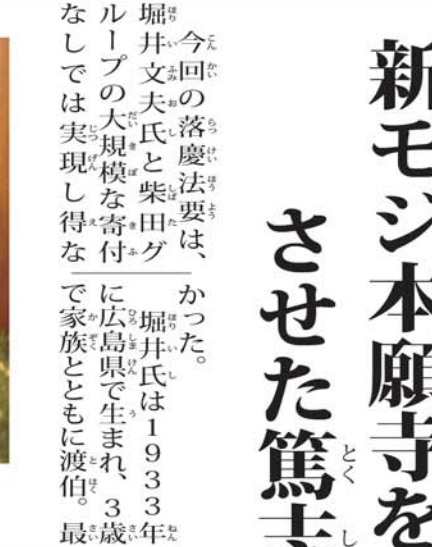 新モジ本願寺を
させた篤志
今回の落慶法要は、
堀井文夫氏と柴田グ
ループの大規模な寄付
なしでは実現し得な
かった。
堀井氏は1933年
に広島県で生まれ、3歳
で家族とともに渡伯。最